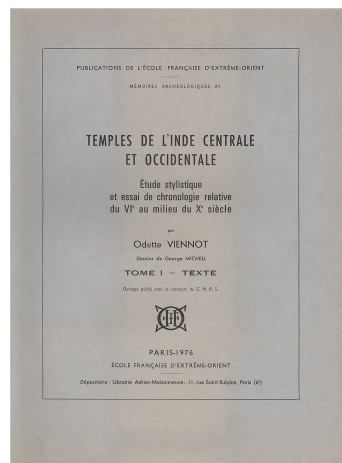 PUBLICATIONS DE L'ÉCOLE FRANÇAISE D'EXTRÊME-ORIENT
MÉMOIRES ARCHÉOLOGIQUES XI
TEMPLES DE L'INDE CENTRALE
ET OCCIDENTALE
Étude stylistique
et essai de chronologie relative
du VIe au milieu du Xe siècle
par
Odette VIENNOT
Dessins de George MICHELL
TOME I — TEXTE
Ouvrage publié avec le concours du C. N. R. S.
PARIS-1976
ÉCOLE FRANÇAISE D'EXTRÊME-ORIENT
Dépositaire : Librairie Adrien-Maisonneuve, 11, rue Saint-Sulpice, Paris (6e)